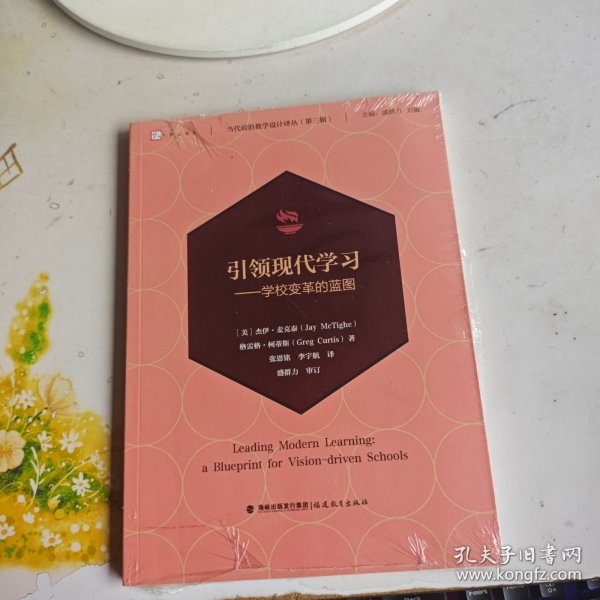 当代前沿教学设计译丛(第三辑)
主编:盛群力 刘徽
引领现代学习
——学校变革的蓝图
[美]杰伊·麦克泰(Jay McTighe)
格雷格·柯蒂斯(Greg Curtis)著
张恩铭 李宇航 译
盛群力 审订
Leading Modern Learning:
a Blueprint for Vision-driven Schools
海峡出版发行集团 福建教育出版社
孔夫子旧书网
www.kongfz.com